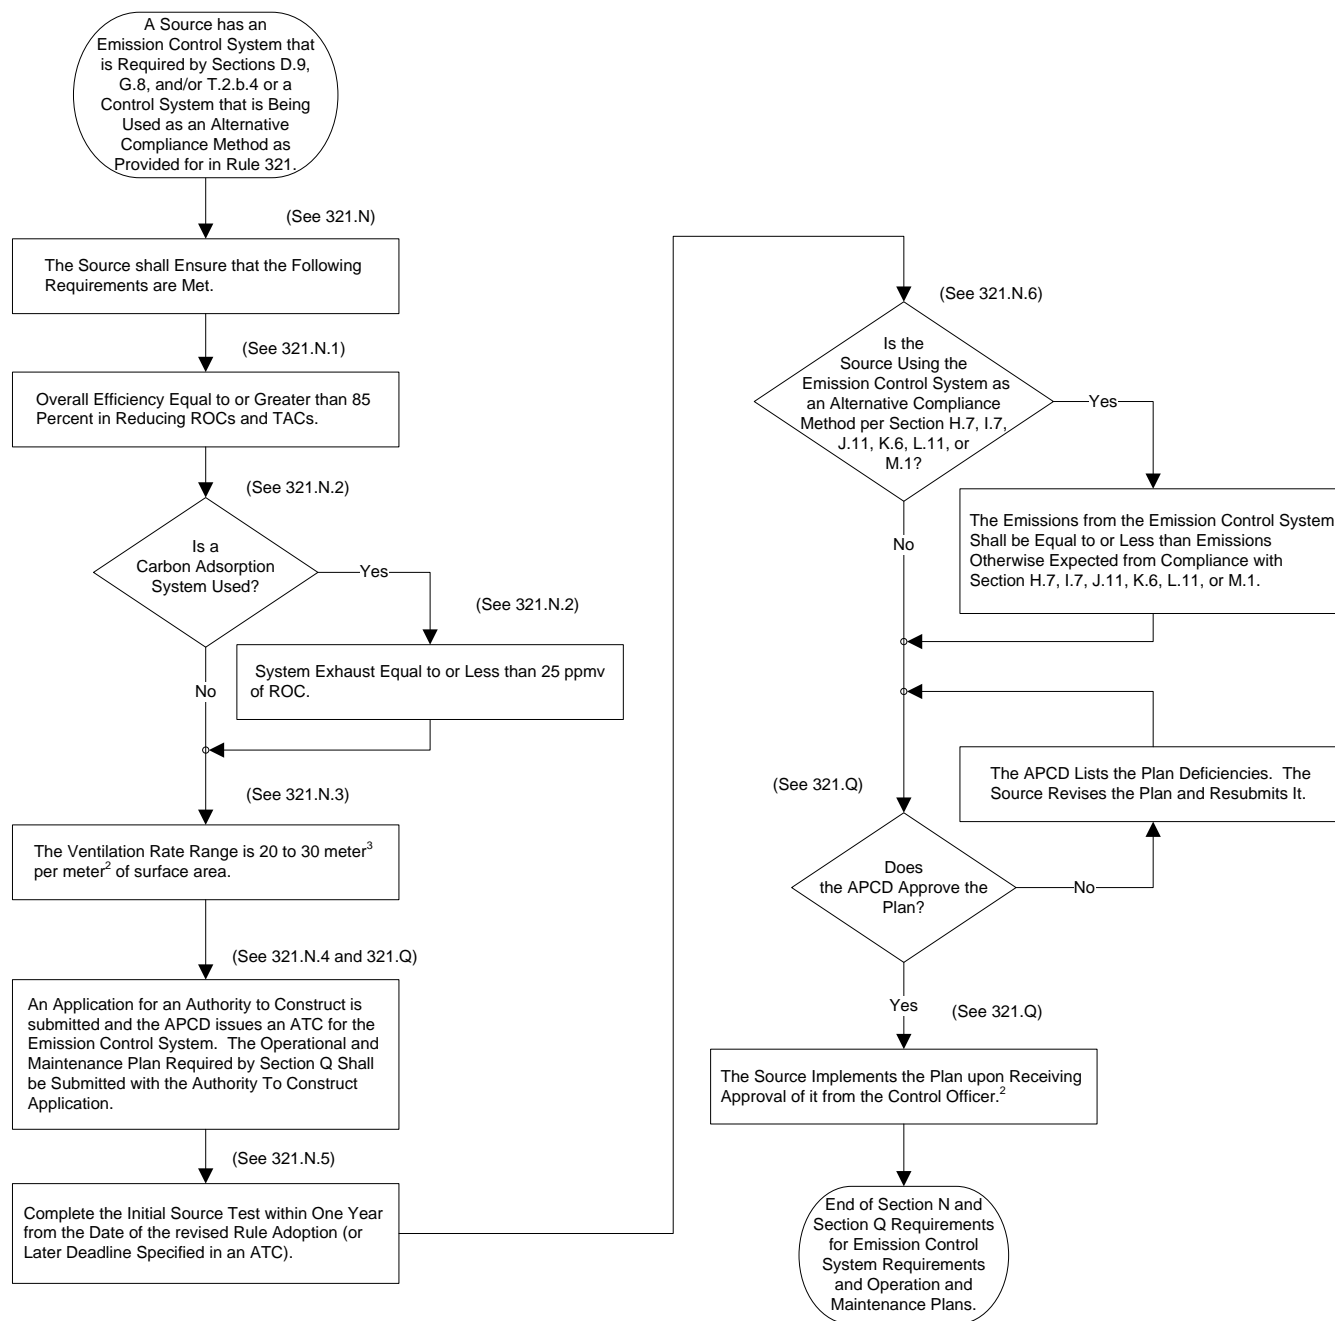 A Source has an
Emission Control System that
is Required by Sections D.9,
G.8, and/or T.2.b.4 or a
Control System that is Being
Used as an Alternative
Compliance Method as
Provided for in Rule 321.
(See 321.N)
The Source shall Ensure that the Following
Requirements are Met.
(See 321.N.1)
Overall Efficiency Equal to or Greater than 85
Percent in Reducing ROCs and TACs.
(See 321.N.2)
Is a
Carbon Adsorption
System Used?
Yes
(See 321.N.2)
System Exhaust Equal to or Less than 25 ppmv
of ROC.
No
(See 321.N.3)
The Ventilation Rate Range is 20 to 30 meter³
per meter² of surface area.
(See 321.N.4 and 321.Q)
An Application for an Authority to Construct is
submitted and the APCD issues an ATC for the
Emission Control System.  The Operational and
Maintenance Plan Required by Section Q Shall
be Submitted with the Authority To Construct
Application.
(See 321.N.5)
Complete the Initial Source Test within One Year
from the Date of the revised Rule Adoption (or
Later Deadline Specified in an ATC).
(See 321.N.6)
Is the
Source Using the
Emission Control System as
an Alternative Compliance
Method per Section H.7, I.7,
J.11, K.6, L.11, or
M.1?
Yes
The Emissions from the Emission Control System
Shall be Equal to or Less than Emissions
Otherwise Expected from Compliance with
Section H.7, I.7, J.11, K.6, L.11, or M.1.
No
The APCD Lists the Plan Deficiencies.  The
Source Revises the Plan and Resubmits It.
(See 321.Q)
Does
the APCD Approve the
Plan?
No
Yes
(See 321.Q)
The Source Implements the Plan upon Receiving
Approval of it from the Control Officer.²
End of Section N and
Section Q Requirements
for Emission Control
System Requirements
and Operation and
Maintenance Plans.